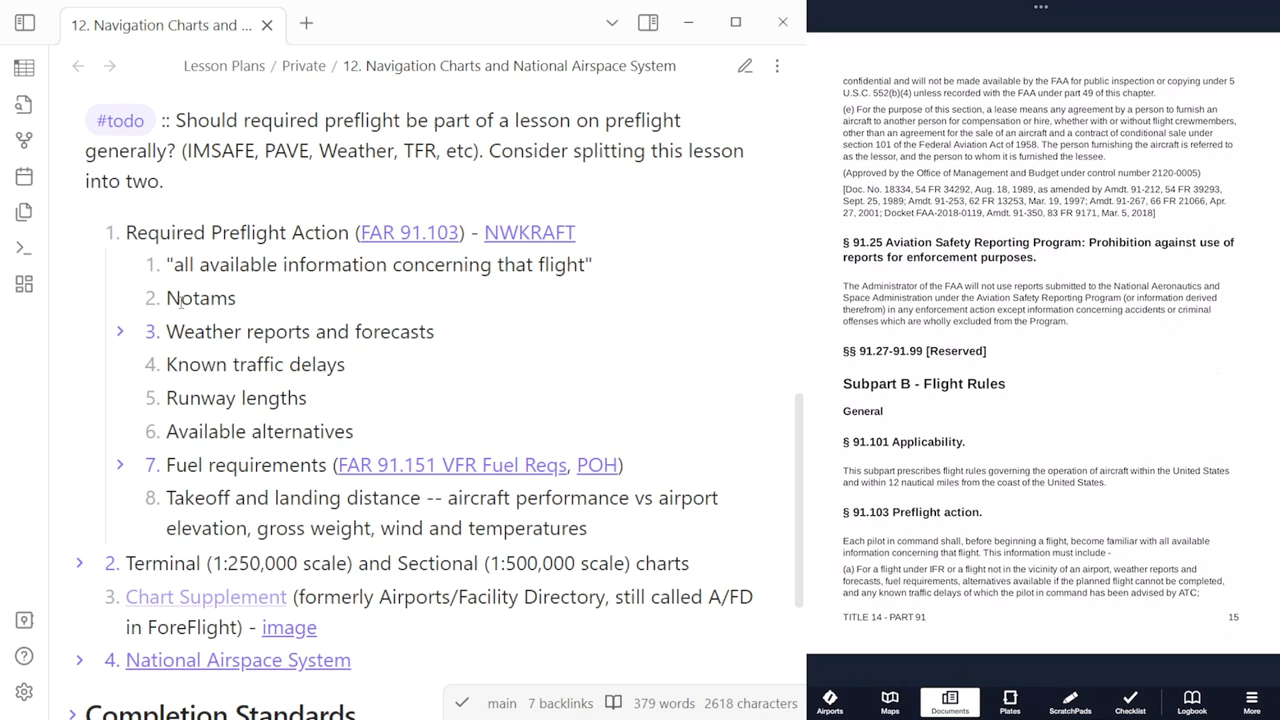 12. Navigation Charts and ...
Lesson Plans / Private / 12. Navigation Charts and National Airspace System
#todo :: Should required preflight be part of a lesson on preflight
generally? (IMSAFE, PAVE, Weather, TFR, etc). Consider splitting this lesson
into two.
1. Required Preflight Action (FAR 91.103) - NWKRAFT
1. "all available information concerning that flight"
2. Notams
3. Weather reports and forecasts
4. Known traffic delays
5. Runway lengths
6. Available alternatives
7. Fuel requirements (FAR 91.151 VFR Fuel Reqs, POH)
8. Takeoff and landing distance -- aircraft performance vs airport
elevation, gross weight, wind and temperatures
2. Terminal (1:250,000 scale) and Sectional (1:500,000 scale) charts
3. Chart Supplement (formerly Airports/Facility Directory, still called A/FD
in ForeFlight) - image
4. National Airspace System
Completion Standards
main 7 backlinks 379 words 2618 characters
confidential and will not be made available by the FAA for public inspection or copying under 5
U.S.C. 552(b)(4) unless recorded with the FAA under part 49 of this chapter.
(e) For the purpose of this section, a lease means any agreement by a person to furnish an
aircraft to another person for compensation or hire, whether with or without flight crewmembers,
other than an agreement for the sale of an aircraft and a contract of conditional sale under
section 101 of the Federal Aviation Act of 1958. The person furnishing the aircraft is referred to
as the lessor, and the person to whom it is furnished the lessee.
(Approved by the Office of Management and Budget under control number 2120-0005)
[Doc. No. 18334, 54 FR 34292, Aug. 18, 1989, as amended by Amdt. 91-212, 54 FR 39293,
Sept. 25, 1989; Amdt. 91-253, 62 FR 13253, Mar. 19, 1997; Amdt. 91-267, 66 FR 21066, Apr.
27, 2001; Docket FAA-2018-0119, Amdt. 91-350, 83 FR 9171, Mar. 5, 2018]
§ 91.25 Aviation Safety Reporting Program: Prohibition against use of
reports for enforcement purposes.
The Administrator of the FAA will not use reports submitted to the National Aeronautics and
Space Administration under the Aviation Safety Reporting Program (or information derived
therefrom) in any enforcement action except information concerning accidents or criminal
offenses which are wholly excluded from the Program.
§§ 91.27-91.99 [Reserved]
Subpart B - Flight Rules
General
§ 91.101 Applicability.
This subpart prescribes flight rules governing the operation of aircraft within the United States
and within 12 nautical miles from the coast of the United States.
§ 91.103 Preflight action.
Each pilot in command shall, before beginning a flight, become familiar with all available
information concerning that flight. This information must include -
(a) For a flight under IFR or a flight not in the vicinity of an airport, weather reports and
forecasts, fuel requirements, alternatives available if the planned flight cannot be completed,
and any known traffic delays of which the pilot in command has been advised by ATC;
TITLE 14 - PART 91 15
Airports Maps Documents Plates ScratchPads Checklist Logbook More